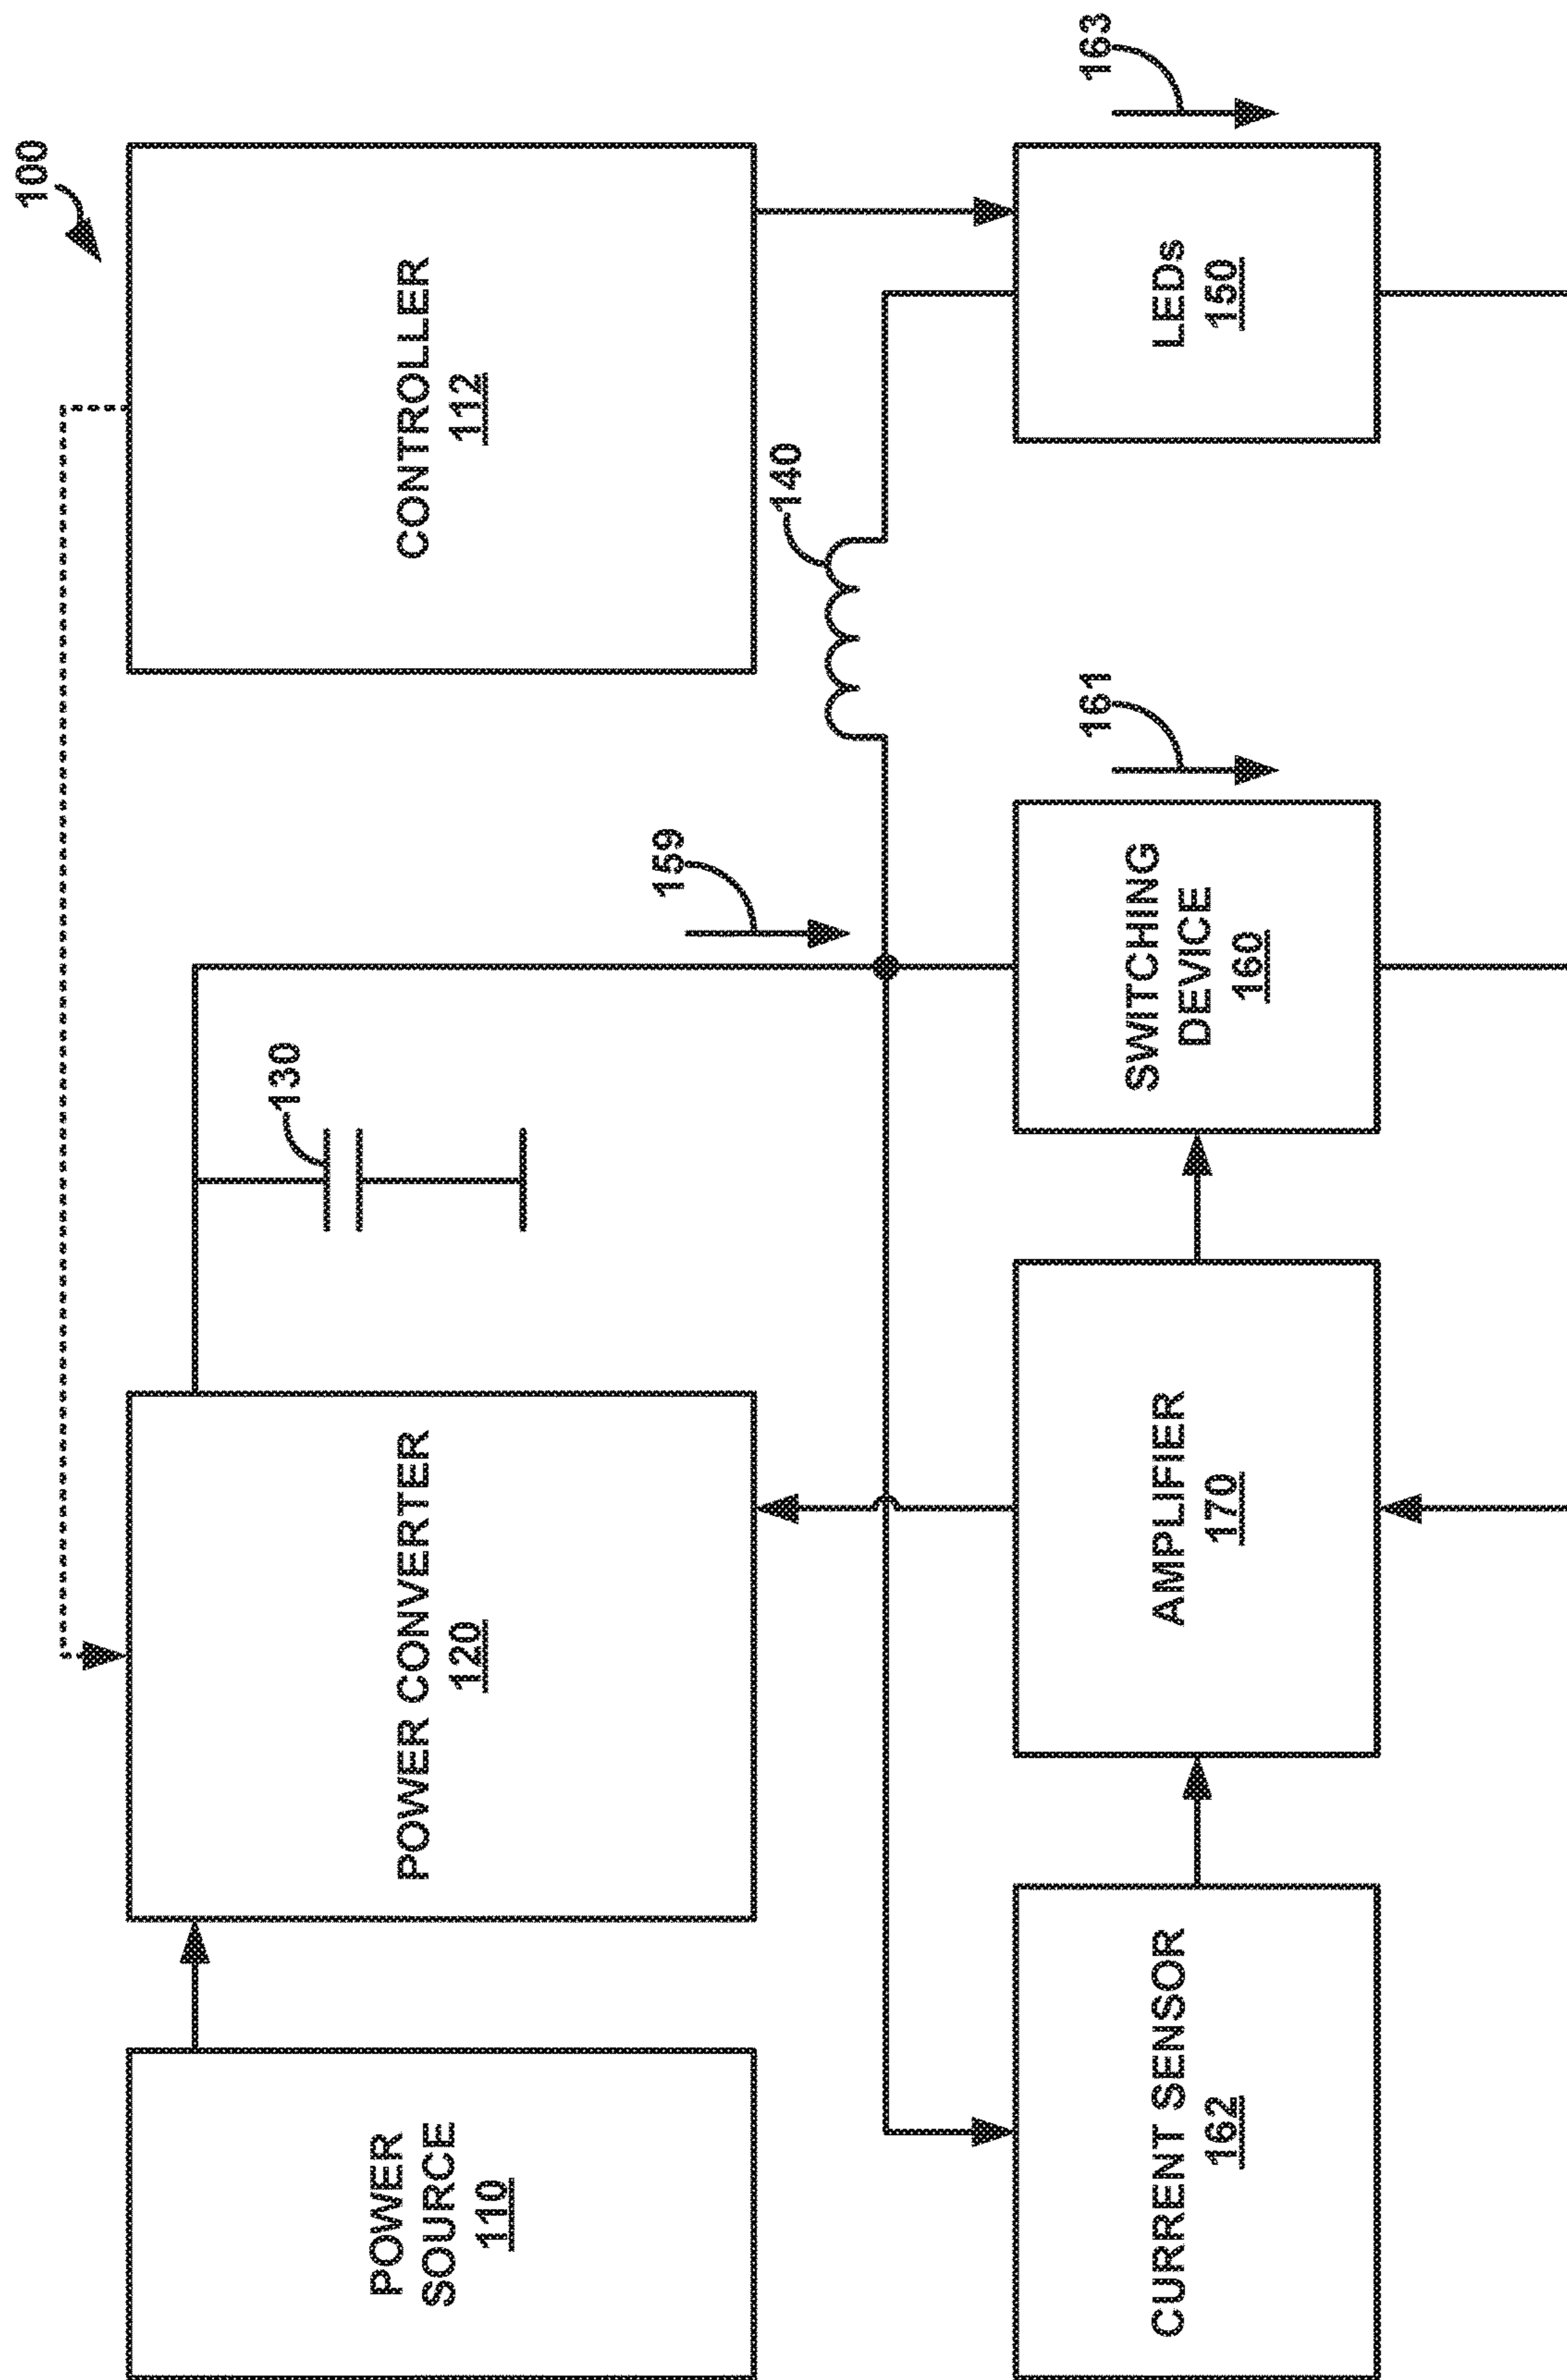 100
POWER
SOURCE
110
POWER CONVERTER
120
130
CONTROLLER
112
159
140
CURRENT SENSOR
162
AMPLIFIER
170
SWITCHING
DEVICE
160
161
LEDs
150
163